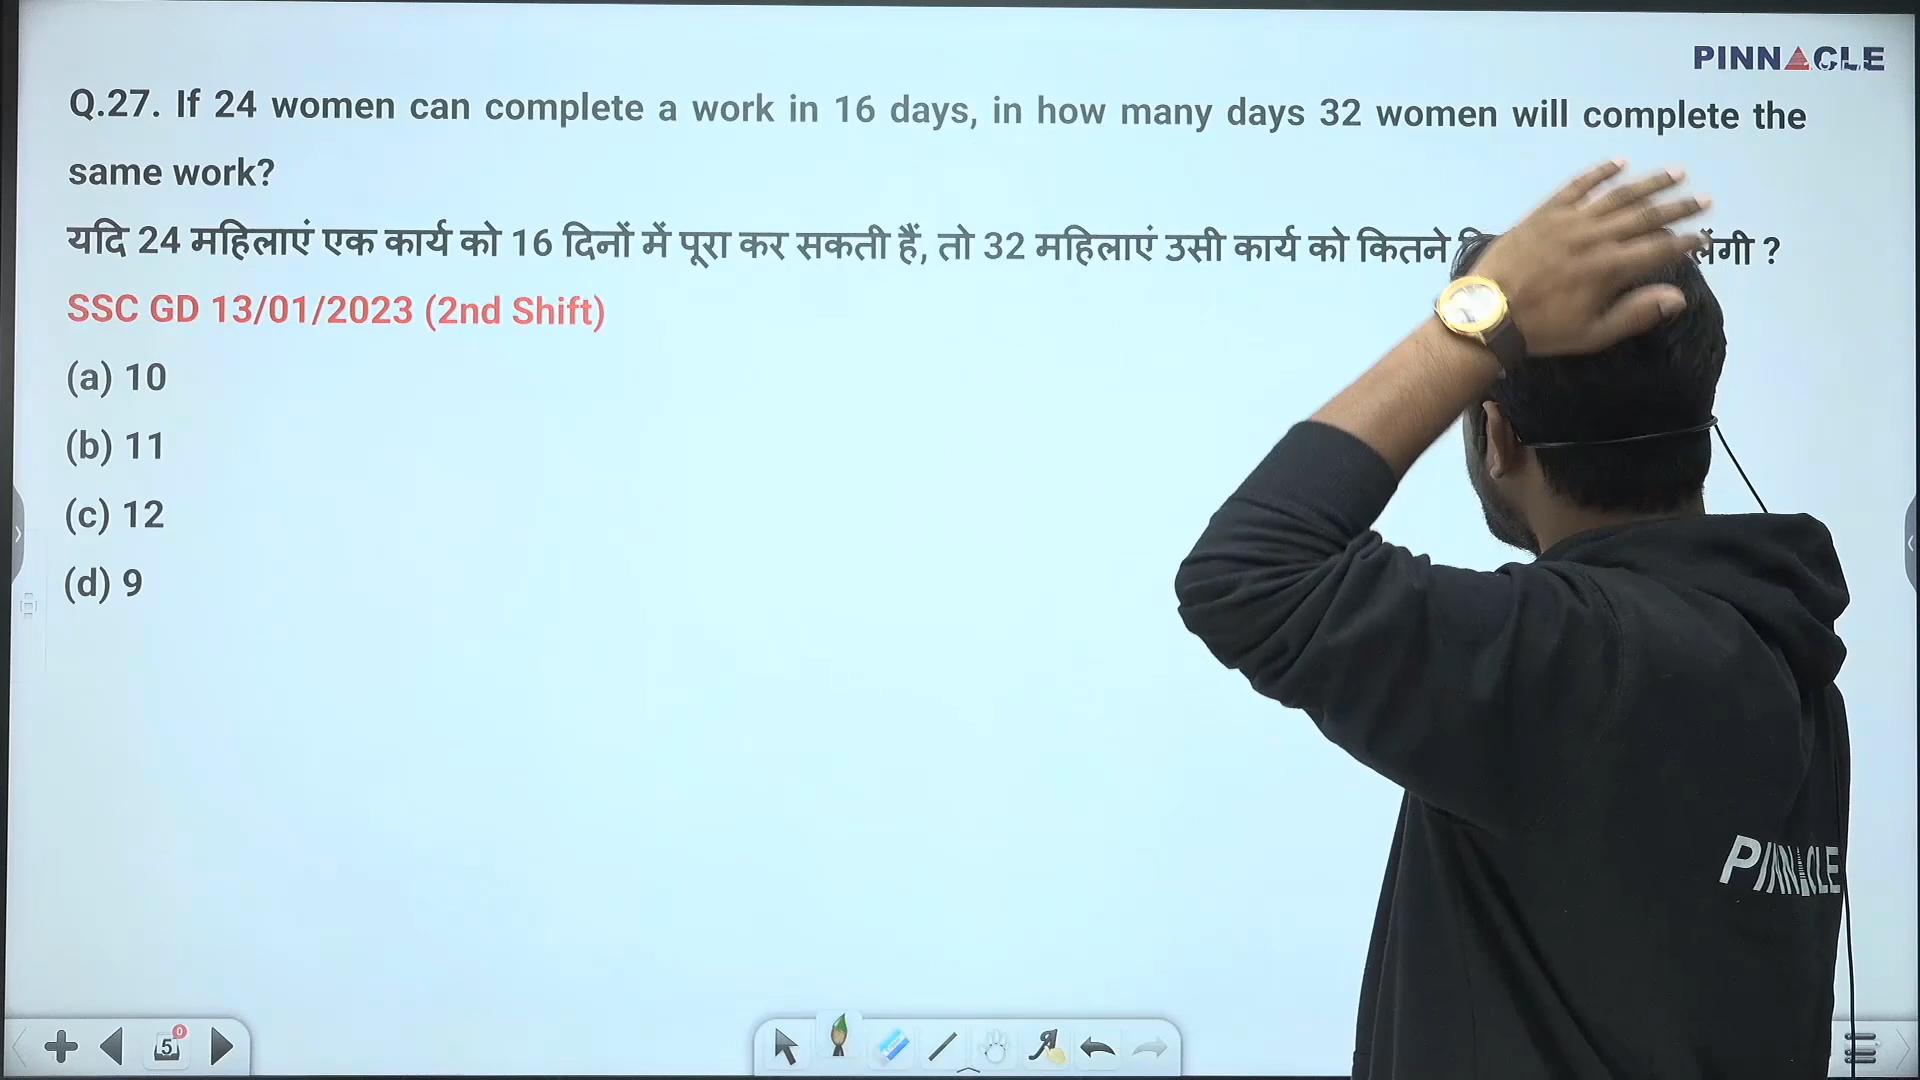 PINNACLE
Q.27. If 24 women can complete a work in 16 days, in how many days 32 women will complete the
same work?
यदि 24 महिलाएं एक कार्य को 16 दिनों में पूरा कर सकती हैं, तो 32 महिलाएं उसी कार्य को कितने लेंगी ?
SSC GD 13/01/2023 (2nd Shift)
(a) 10
(b) 11
(c) 12
(d) 9
PINNACLE
5
0